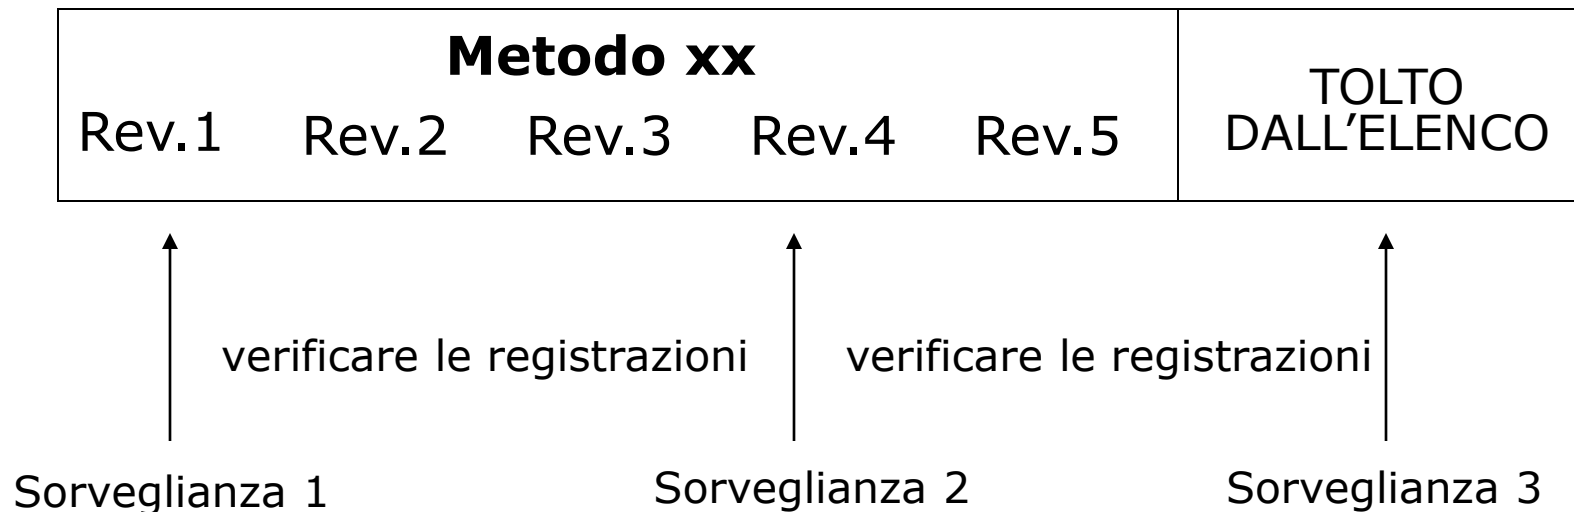 Metodo xx
Rev.1 Rev.2 Rev.3 Rev.4 Rev.5
TOLTO
DALL’ELENCO
verificare le registrazioni
verificare le registrazioni
Sorveglianza 1
Sorveglianza 2
Sorveglianza 3